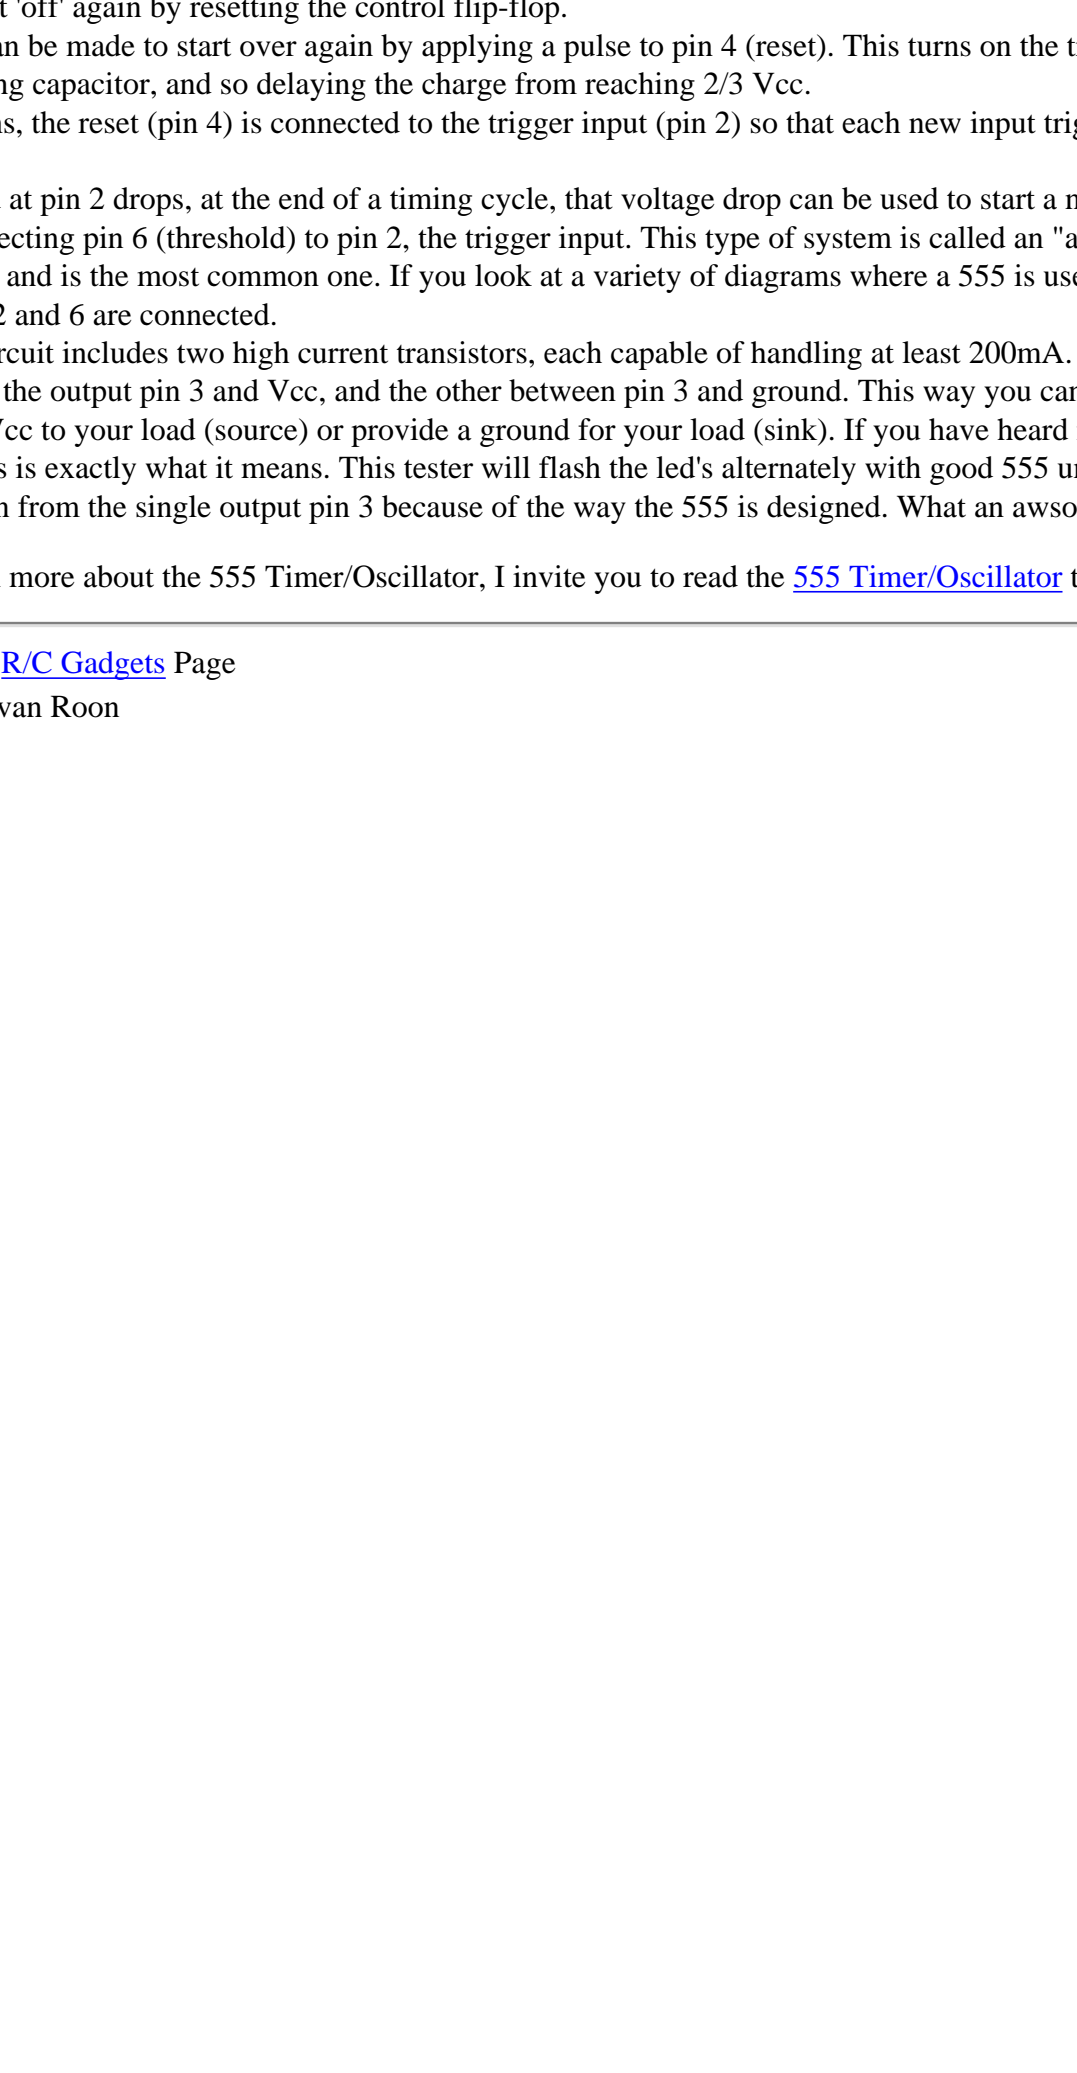 'off' again by resetting the control flip-flop.
be made to start over again by applying a pulse to pin 4 (reset). This turns on the
capacitor, and so delaying the charge from reaching 2/3 Vcc.
the reset (pin 4) is connected to the trigger input (pin 2) so that each new input
at pin 2 drops, at the end of a timing cycle, that voltage drop can be used to start a
pin 6 (threshold) to pin 2, the trigger input. This type of system is called an "a
and is the most common one. If you look at a variety of diagrams where a 555 is
2 and 6 are connected.
includes two high current transistors, each capable of handling at least 200mA.
the output pin 3 and Vcc, and the other between pin 3 and ground. This way you can
Vcc to your load (source) or provide a ground for your load (sink). If you have heard
is exactly what it means. This tester will flash the led's alternately with good 555
from the single output pin 3 because of the way the 555 is designed. What an awso
more about the 555 Timer/Oscillator, I invite you to read the 555 Timer/Oscillator t
R/C Gadgets Page
van Roon